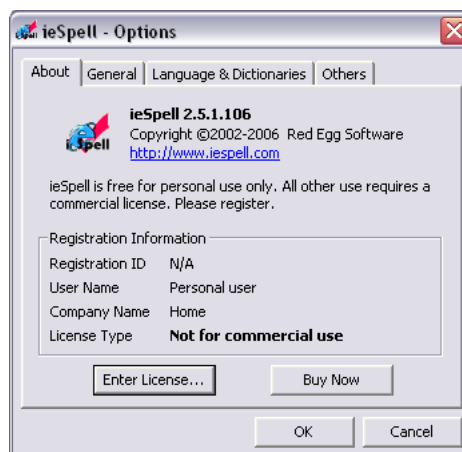 ieSpell - Options
About
General
Language & Dictionaries
Others
ieSpell
ieSpell 2.5.1.106
Copyright ©2002-2006 Red Egg Software
http://www.iespell.com
ieSpell is free for personal use only. All other use requires a
commercial license. Please register.
Registration Information
Registration ID N/A
User Name Personal user
Company Name Home
License Type Not for commercial use
Enter License...
Buy Now
OK
Cancel